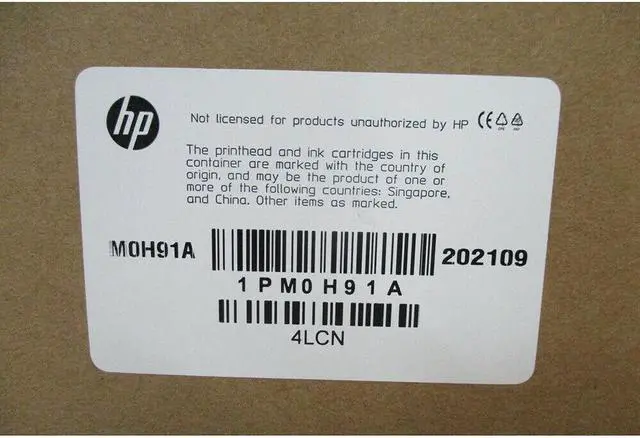 hp
Not licensed for products unauthorized by HP CE
The printhead and ink cartridges in this
container are marked with the country of
origin, and may be the product of one or
more of the following countries: Singapore,
and China. Other items as marked.
M0H91A 202109
1PM0H91A
4LCN